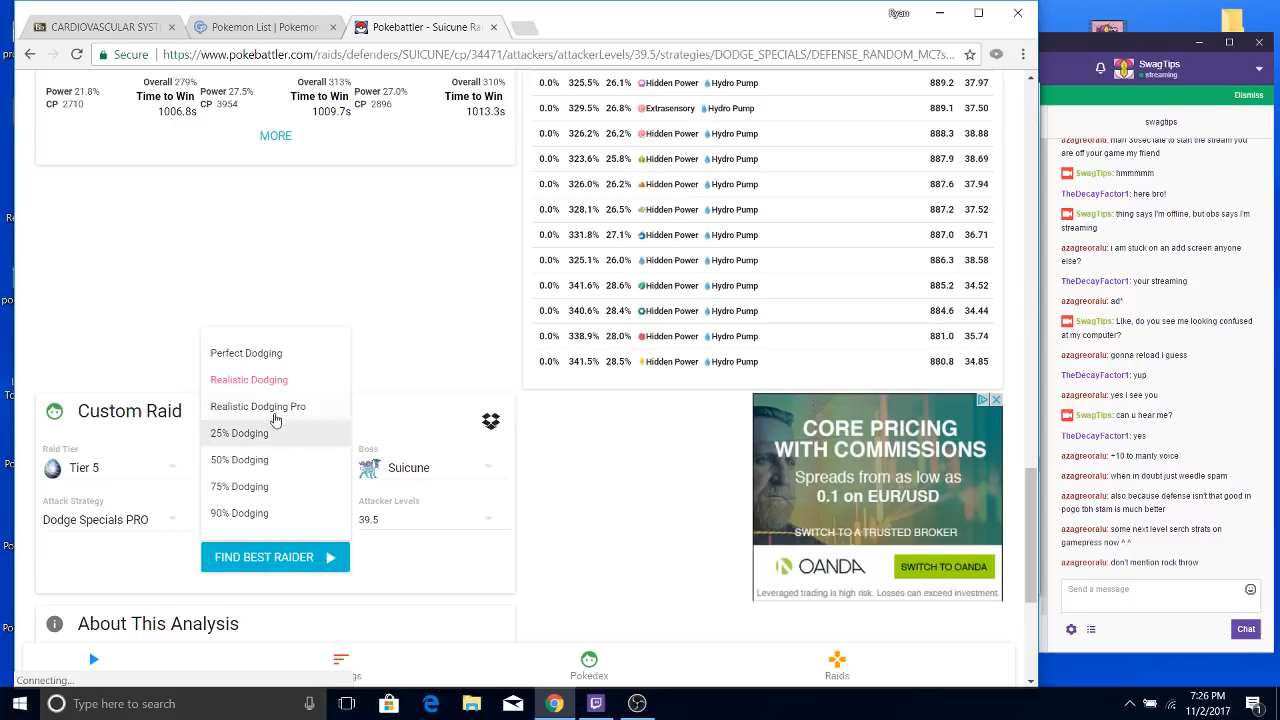 Ryan
CARDIOVASCULAR SYST
Pokemon List | Pokemon
Pokebattler - Suicune Rai
Secure
https://www.pokebattler.com/raids/defenders/SUICUNE/cp/34471/attackers/attackerLevels/39.5/strategies/DODGE_SPECIALS/DEFENSE_RANDOM_MC?s...
Overall 279% Overall 313% Overall 310%
Power 21.8% Time to Win Power 27.5% Time to Win Power 27.0% Time to Win
CP 2710 CP 3954 CP 2896
1006.8s 1009.7s 1013.3s
MORE
0.0% 325.5% 26.1% Hidden Power Hydro Pump 889.2 37.97
0.0% 329.5% 26.8% Extrasensory Hydro Pump 889.1 37.50
0.0% 326.2% 26.2% Hidden Power Hydro Pump 888.3 38.88
0.0% 323.6% 25.8% Hidden Power Hydro Pump 887.9 38.69
0.0% 326.0% 26.2% Hidden Power Hydro Pump 887.6 37.94
0.0% 328.1% 26.5% Hidden Power Hydro Pump 887.2 37.52
0.0% 331.8% 27.1% Hidden Power Hydro Pump 887.0 36.71
0.0% 325.1% 26.0% Hidden Power Hydro Pump 886.3 38.58
0.0% 341.6% 28.6% Hidden Power Hydro Pump 885.2 34.52
0.0% 340.6% 28.4% Hidden Power Hydro Pump 884.6 34.44
0.0% 338.9% 28.0% Hidden Power Hydro Pump 881.0 35.74
0.0% 341.5% 28.5% Hidden Power Hydro Pump 880.8 34.85
Perfect Dodging
Realistic Dodging
Realistic Dodging Pro
25% Dodging
50% Dodging
75% Dodging
90% Dodging
Custom Raid
Raid Tier
Tier 5
Boss
Suicune
Attack Strategy
Dodge Specials PRO
Attacker Levels
39.5
FIND BEST RAIDER
About This Analysis
CORE PRICING
WITH COMMISSIONS
Spreads from as low as
0.1 on EUR/USD
SWITCH TO A TRUSTED BROKER
OANDA
SWITCH TO OANDA
Leveraged trading is high risk. Losses can exceed investment.
gs
Pokedex
Raids
Connecting...
SwagTips
streaming
Dismiss
swagtips
azagreoralu: man 30sec late to start the stream you
are off your game my friend
SwagTips: hmmmmm
TheDecayFactor1: here bro!
SwagTips: thing says I'm offline, but obs says I'm
streaming
azagreoralu: i am stuck on an add screen anyone
else?
TheDecayFactor1: your streaming
azagreoralu: ad*
SwagTips: Like, do you see me looking confused
at my computer?
azagreoralu: gonna reload i guess
TheDecayFactor1: yup
azagreoralu: yes i see you
SwagTips: can u hear me?
TheDecayFactor1: yes
azagreoralu: +10 to manly voice
azagreoralu: when in doubt just weedle spam
azagreoralu: also because defense isn't that good in
pogo tbh stam is much better
azagreoralu: some next level serch strats on
gamepress now ^.^
azagreoralu: don't mention rock throw
Send a message
Chat
Type here to search
7:26 PM
11/2/2017